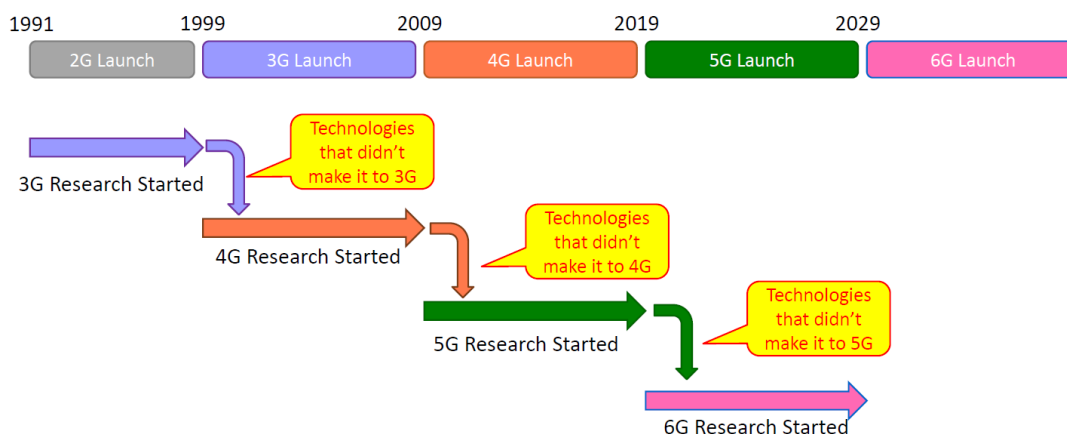 1991 1999 2009 2019 2029
2G Launch 3G Launch 4G Launch 5G Launch 6G Launch
Technologies
that didn't
make it to 3G
3G Research Started
Technologies
that didn't
make it to 4G
4G Research Started
Technologies
that didn't
make it to 5G
5G Research Started
6G Research Started